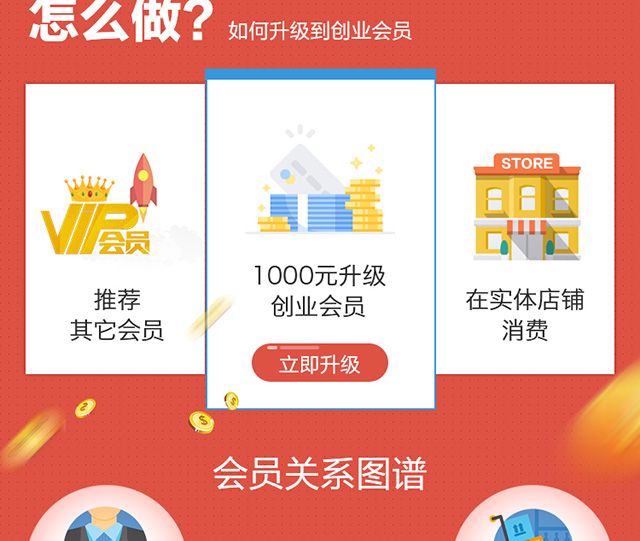 怎么做?
如何升级到创业会员
VIP会员
推荐
其它会员
1000元升级
创业会员
立即升级
STORE
在实体店铺
消费
会员关系图谱